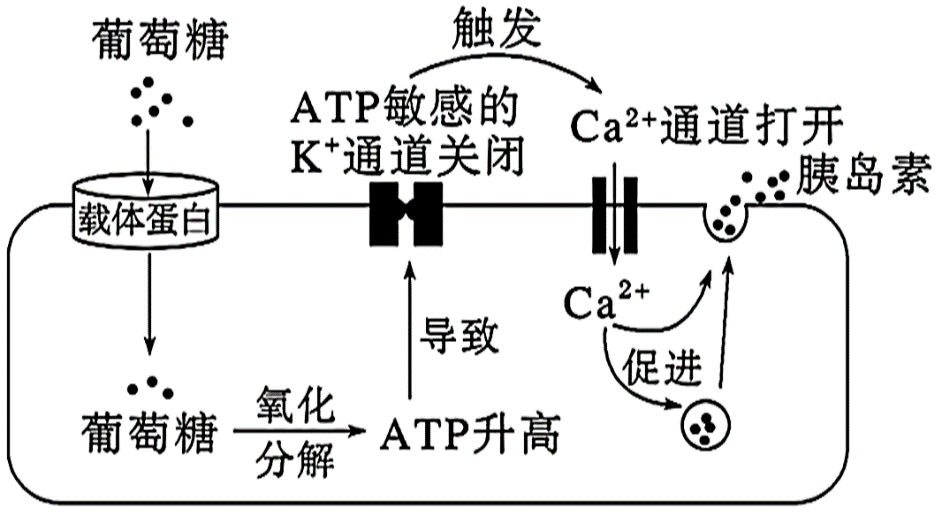 葡萄糖
触发
ATP敏感的
K⁺通道关闭
Ca²⁺通道打开
胰岛素
载体蛋白
Ca²⁺
导致
促进
葡萄糖
氧化
分解
ATP升高